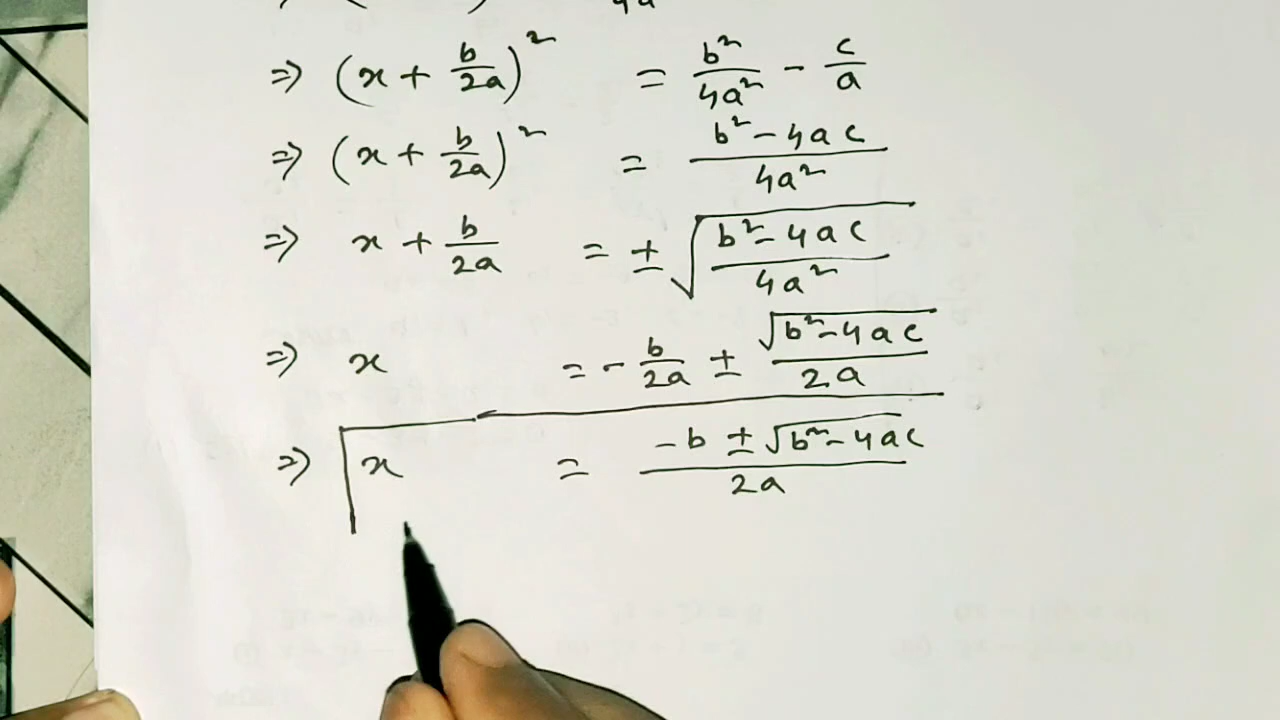 4a
⇒ (x + b/2a)² = b²/4a² - c/a
⇒ (x + b/2a)² = b² - 4ac/4a²
⇒ x + b/2a = ± √(b² - 4ac/4a²)
⇒ x = - b/2a ± √(b² - 4ac)/2a
⇒ x = -b ± √(b² - 4ac)/2a